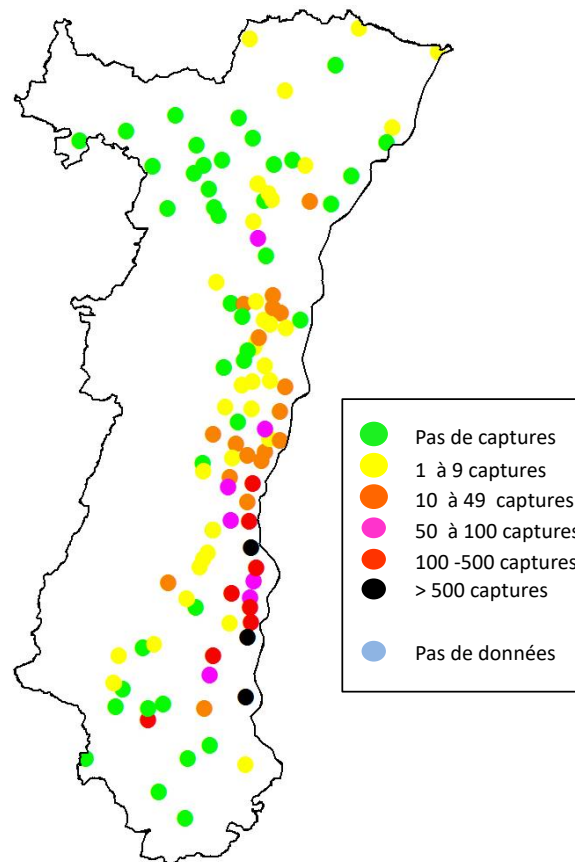 Pas de captures
1 à 9 captures
10 à 49 captures
50 à 100 captures
100 -500 captures
> 500 captures
Pas de données